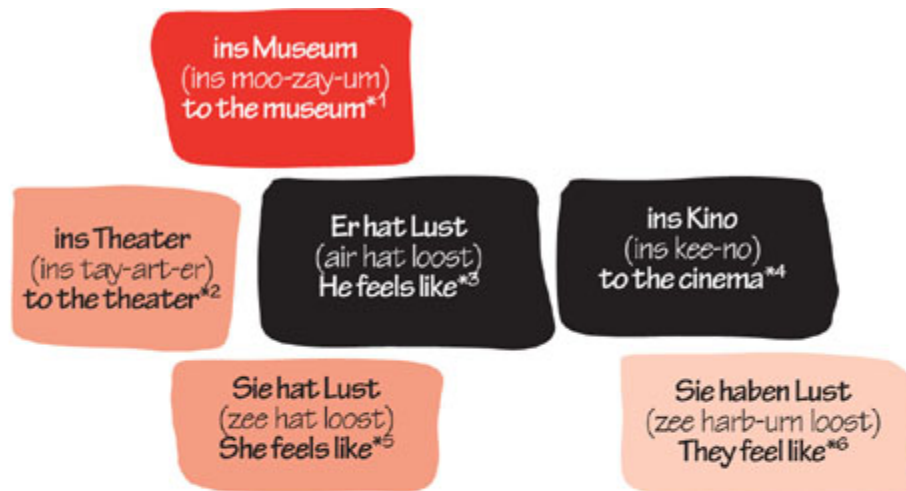 ins Museum
(ins moo-zay-um)
to the museum*1
ins Theater
(ins tay-art-er)
to the theater*2
Er hat Lust
(air hat loost)
He feels like*3
ins Kino
(ins kee-no)
to the cinema*4
Sie hat Lust
(zee hat loost)
She feels like*5
Sie haben Lust
(zee harb-urn loost)
They feel like*6